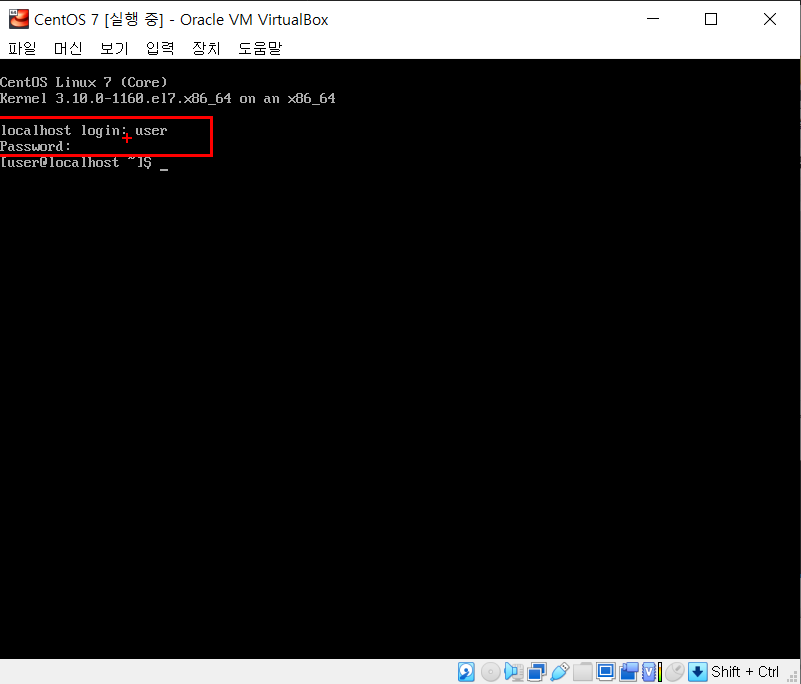 CentOS 7 [실행 중] - Oracle VM VirtualBox
파일 머신 보기 입력 장치 도움말
CentOS Linux 7 (Core)
Kernel 3.10.0-1160.el7.x86_64 on an x86_64
localhost login: user
Password:
[user@localhost ~]$ _
Shift + Ctrl